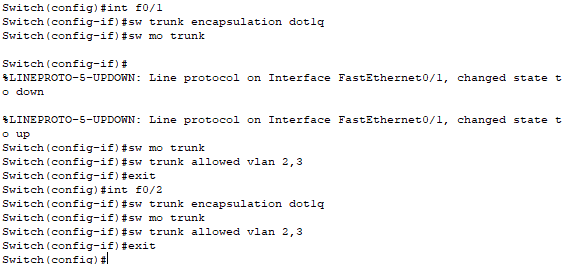 Switch(config)#int f0/1
Switch(config-if)#sw trunk encapsulation dot1q
Switch(config-if)#sw mo trunk
Switch(config-if)#
%LINEPROTO-5-UPDOWN: Line protocol on Interface FastEthernet0/1, changed state t
o down
%LINEPROTO-5-UPDOWN: Line protocol on Interface FastEthernet0/1, changed state t
o up
Switch(config-if)#sw mo trunk
Switch(config-if)#sw trunk allowed vlan 2,3
Switch(config-if)#exit
Switch(config)#int f0/2
Switch(config-if)#sw trunk encapsulation dot1q
Switch(config-if)#sw mo trunk
Switch(config-if)#sw trunk allowed vlan 2,3
Switch(config-if)#exit
Switch(config)#